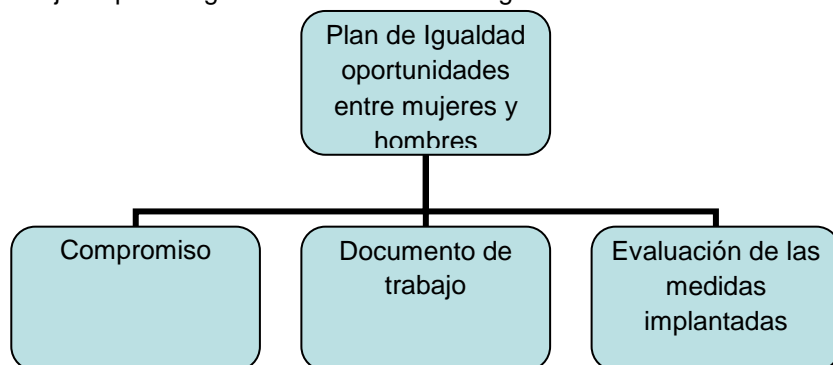 Plan de Igualdad
oportunidades
entre mujeres y
hombres
Compromiso
Documento de
trabajo
Evaluación de las
medidas
implantadas